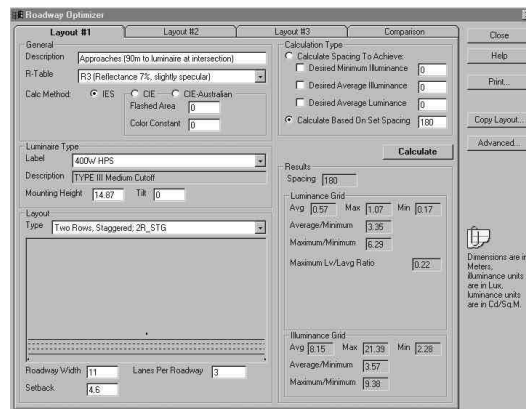 Roadway Optimizer
Layout #1
Layout #2
Layout #3
Comparison
General
Description Approaches (90m to luminaire at intersection)
R-Table R3 (Reflectance 7%, slightly specular)
Calc Method: IES CIE CIE-Australian
Flashed Area 0
Color Constant 0
Luminaire Type
Label 400W HPS
Description TYPE III Medium Cutoff
Mounting Height 14.87 Tilt 0
Layout
Type Two Rows, Staggered; 2R_STG
Roadway Width 11 Lanes Per Roadway 3
Setback 4.6
Calculation Type
Calculate Spacing To Achieve:
Desired Minimum Illuminance 0
Desired Average Illuminance 0
Desired Average Luminance 0
Calculate Based On Set Spacing 180
Calculate
Results
Spacing 180
Luminance Grid
Avg 0.57 Max 1.07 Min 0.17
Average/Minimum 3.35
Maximum/Minimum 6.29
Maximum Lv/Lavg Ratio 0.22
Illuminance Grid
Avg 8.15 Max 21.39 Min 2.28
Average/Minimum 3.57
Maximum/Minimum 9.38
Close
Help
Print...
Copy Layout...
Advanced...
Dimensions are in
Meters,
illuminance units
are in Lux,
luminance units
are in Cd/Sq.M.